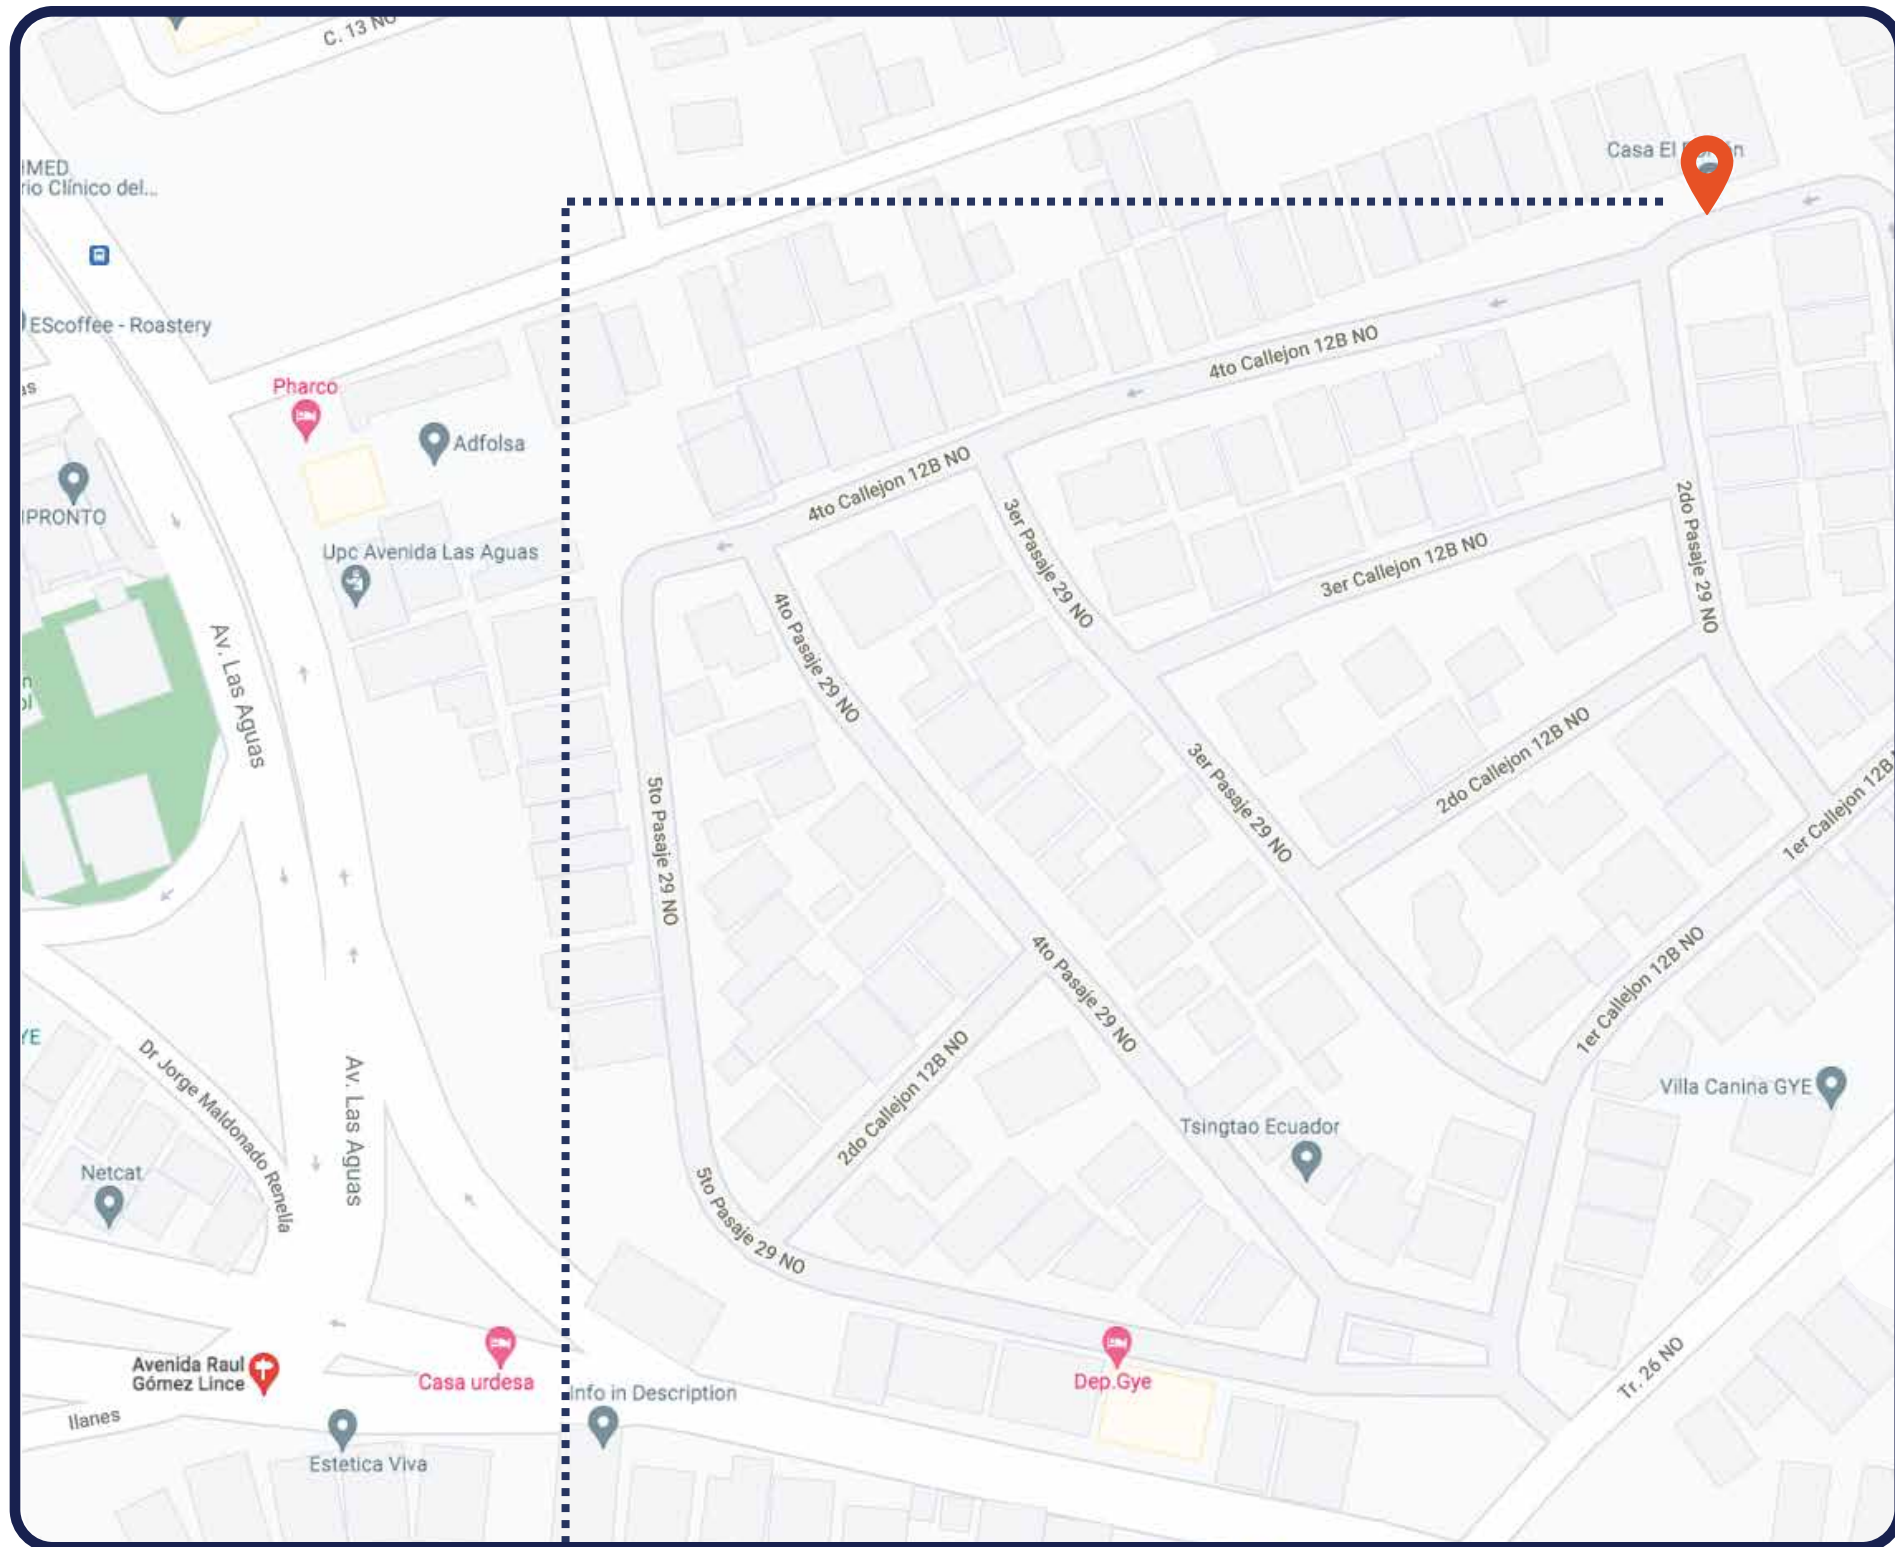 C. 13 NO
IMED
rio Clínico del...
Casa El
EScoffee - Roastery
as
Pharco
Adfolsa
IPRONTO
Upc Avenida Las Aguas
Av. Las Aguas
4to Callejon 12B NO
4to Callejon 12B NO
3er Pasaje 29 NO
3er Callejon 12B NO
2do Pasaje 29 NO
4to Pasaje 29 NO
3er Pasaje 29 NO
2do Callejon 12B NO
1er Callejon 12B
5to Pasaje 29 NO
4to Pasaje 29 NO
1er Callejon 12B NO
YE
Dr Jorge Maldonado Renella
Av. Las Aguas
2do Callejon 12B NO
Tsingtao Ecuador
Villa Canina GYE
Netcat
5to Pasaje 29 NO
Avenida Raul
Gómez Lince
Casa urdesa
Info in Description
Dep.Gye
Tr. 26 NO
llanes
Estetica Viva